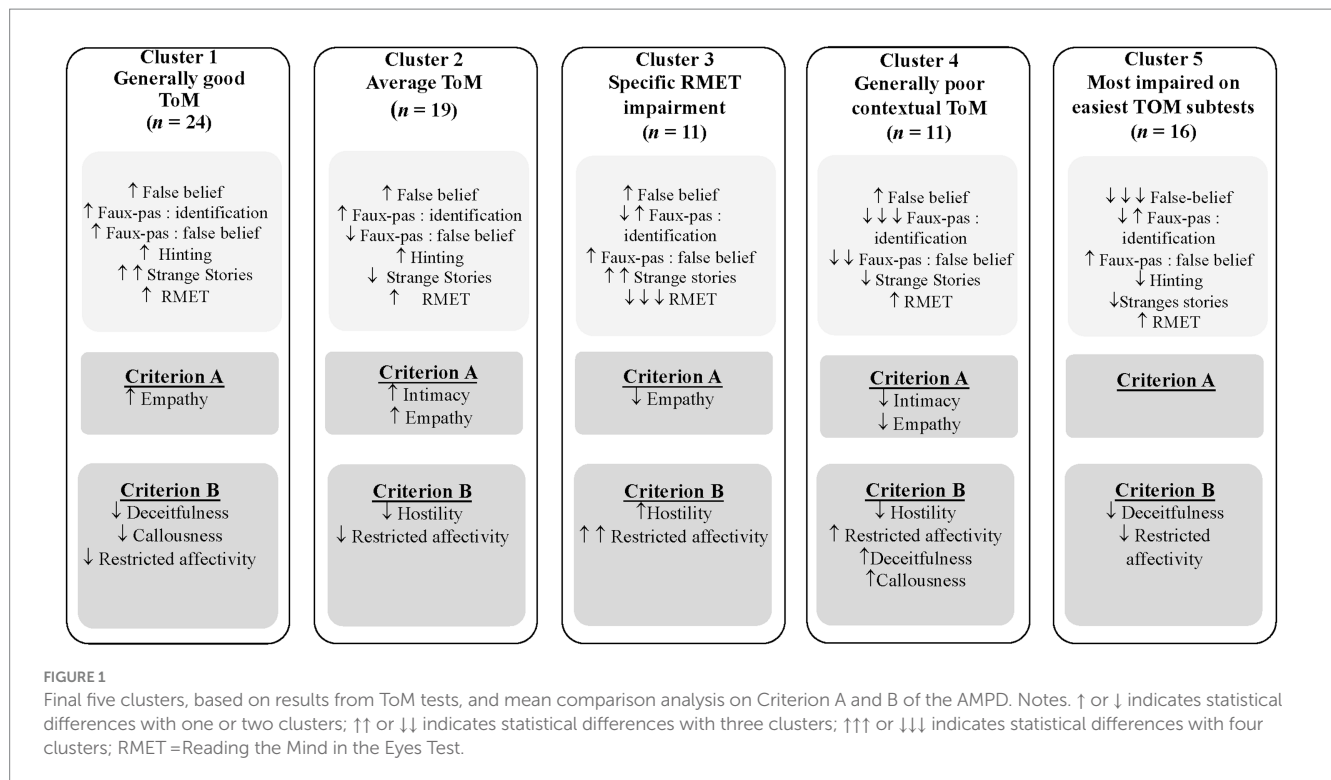 Cluster 1
Generally good
ToM
(n = 24)
↑ False belief
↑ Faux-pas : identification
↑ Faux-pas : false belief
↑ Hinting
↑ ↑ Strange Stories
↑ RMET
Criterion A
↑ Empathy
Criterion B
↓ Deceitfulness
↓ Callousness
↓ Restricted affectivity
Cluster 2
Average ToM
(n = 19)
↑ False belief
↑ Faux-pas : identification
↓ Faux-pas : false belief
↑ Hinting
↓ Strange Stories
↑ RMET
Criterion A
↑ Intimacy
↑ Empathy
Criterion B
↓ Hostility
↓ Restricted affectivity
Cluster 3
Specific RMET
impairment
(n = 11)
↑ False belief
↓ ↑ Faux-pas :
identification
↑ Faux-pas : false belief
↑ ↑ Strange stories
↓ ↓ ↓ RMET
Criterion A
↓ Empathy
Criterion B
↑Hostility
↑ ↑ Restricted affectivity
Cluster 4
Generally poor
contextual ToM
(n = 11)
↑ False belief
↓ ↓ ↓ Faux-pas :
identification
↓ ↓ Faux-pas : false belief
↓ Strange Stories
↑ RMET
Criterion A
↓ Intimacy
↓ Empathy
Criterion B
↓ Hostility
↑ Restricted affectivity
↑Deceitfulness
↑Callousness
Cluster 5
Most impaired on
easiest TOM subtests
(n = 16)
↓ ↓ ↓ False-belief
↓ ↑ Faux-pas :
identification
↑ Faux-pas : false belief
↓ Hinting
↓Stranges stories
↑ RMET
Criterion A
Criterion B
↓ Deceitfulness
↓ Restricted
affectivity
FIGURE 1
Final five clusters, based on results from ToM tests, and mean comparison analysis on Criterion A and B of the AMPD. Notes. ↑ or ↓ indicates statistical
differences with one or two clusters; ↑↑ or ↓↓ indicates statistical differences with three clusters; ↑↑↑ or ↓↓↓ indicates statistical differences with four
clusters; RMET =Reading the Mind in the Eyes Test.